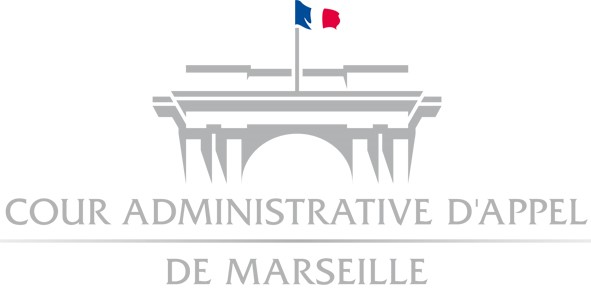 COUR ADMINISTRATIVE D'APPEL
DE MARSEILLE